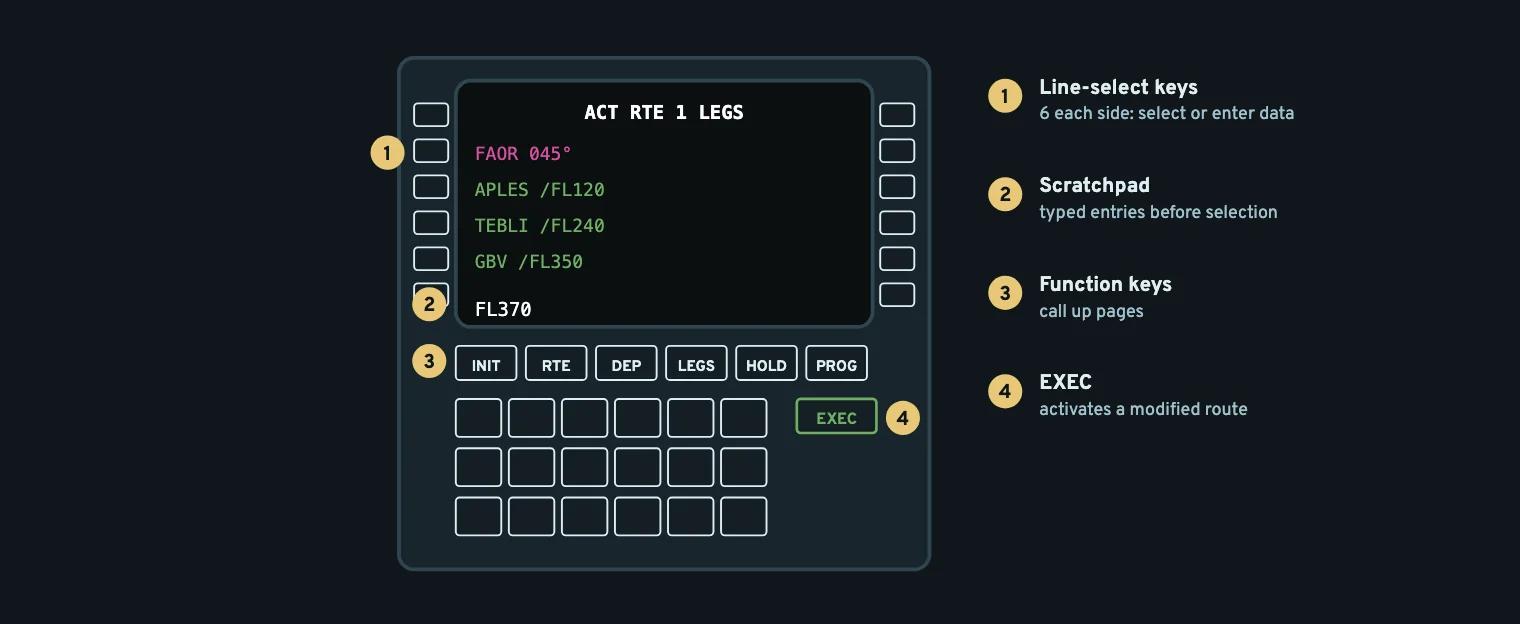 ACT RTE 1 LEGS
1
FAOR 045°
APLES /FL120
TEBLI /FL240
GBV /FL350
2
FL370
3
INIT RTE DEP LEGS HOLD PROG
EXEC
4
1
Line-select keys
6 each side: select or enter data
2
Scratchpad
typed entries before selection
3
Function keys
call up pages
4
EXEC
activates a modified route